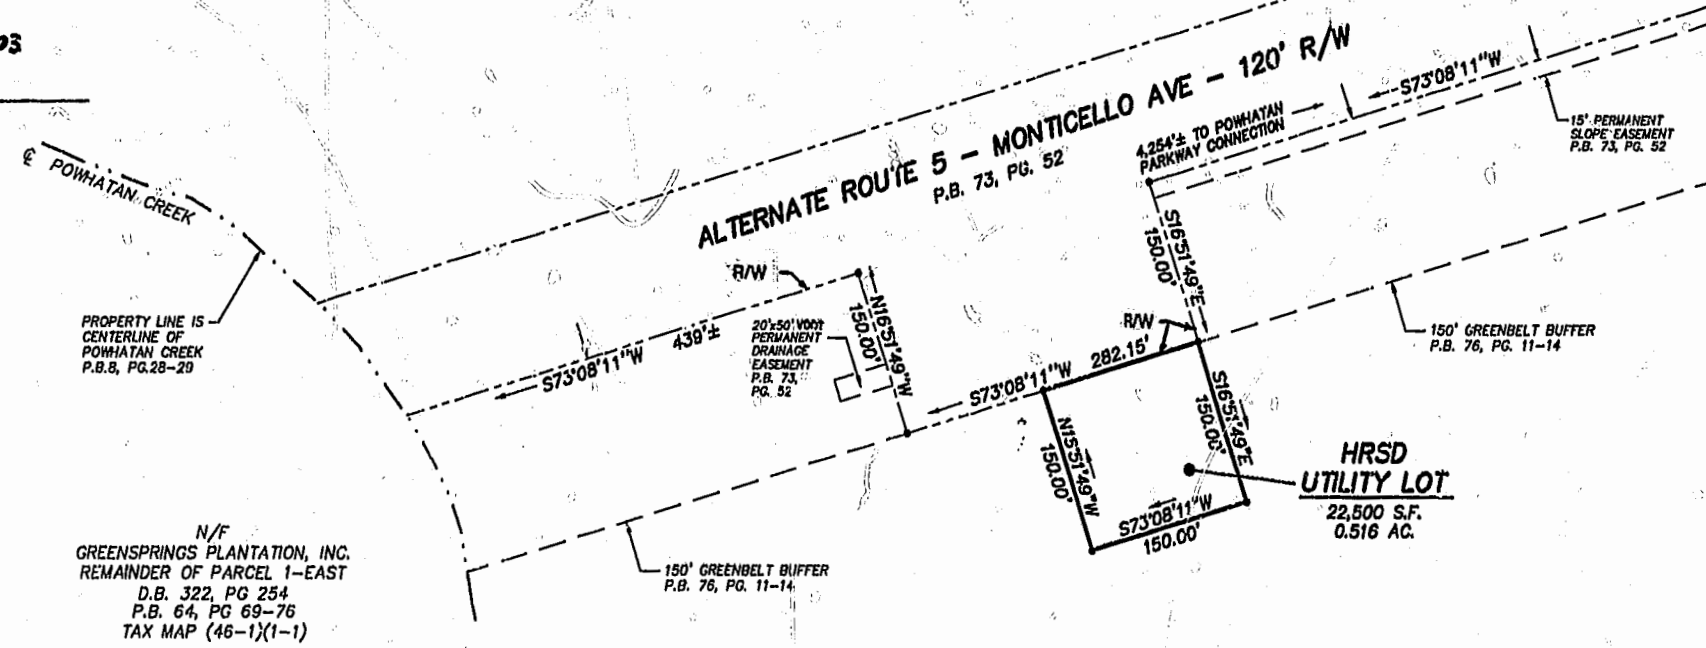 03
℄ POWHATAN CREEK
PROPERTY LINE IS
CENTERLINE OF
POWHATAN CREEK
P.B.8, PG.28-29
N/F
GREENSPRINGS PLANTATION, INC.
REMAINDER OF PARCEL 1-EAST
D.B. 322, PG 254
P.B. 64, PG 69-76
TAX MAP (46-1)(1-1)
ALTERNATE ROUTE 5 - MONTICELLO AVE - 120' R/W
P.B. 73, PG. 52
4,254'± TO POWHATAN
PARKWAY CONNECTION
S73°08'11"W
15' PERMANENT
SLOPE EASEMENT
P.B. 73, PG. 52
R/W
S73°08'11"W
439'±
20'x50' VDOT
PERMANENT
DRAINAGE
EASEMENT
P.B. 73,
PG. 52
N16°51'49"W
150.00'
S16°51'49"E
150.00'
R/W
S73°08'11"W
282.15'
150' GREENBELT BUFFER
P.B. 76, PG. 11-14
N15°51'49"W
150.00'
S16°51'49"E
150.00'
S73°08'11"W
150.00'
HRSD
UTILITY LOT
22,500 S.F.
0.516 AC.
150' GREENBELT BUFFER
P.B. 76, PG. 11-14